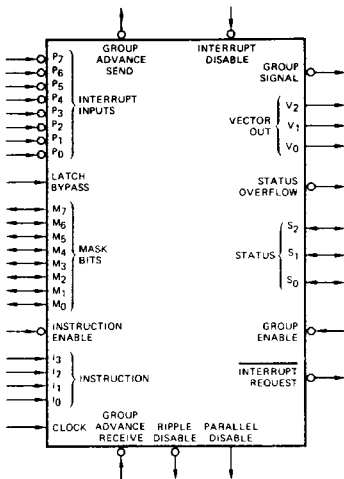 GROUP ADVANCE SEND
INTERRUPT DISABLE
P7
P6
P5
P4
P3
P2
P1
P0
INTERRUPT INPUTS
LATCH BYPASS
M7
M6
M5
M4
M3
M2
M1
M0
MASK BITS
INSTRUCTION ENABLE
I3
I2
I1
I0
INSTRUCTION
CLOCK
GROUP ADVANCE RECEIVE
RIPPLE DISABLE
PARALLEL DISABLE
GROUP SIGNAL
VECTOR OUT
V2
V1
V0
STATUS OVERFLOW
STATUS
S2
S1
S0
GROUP ENABLE
INTERRUPT REQUEST